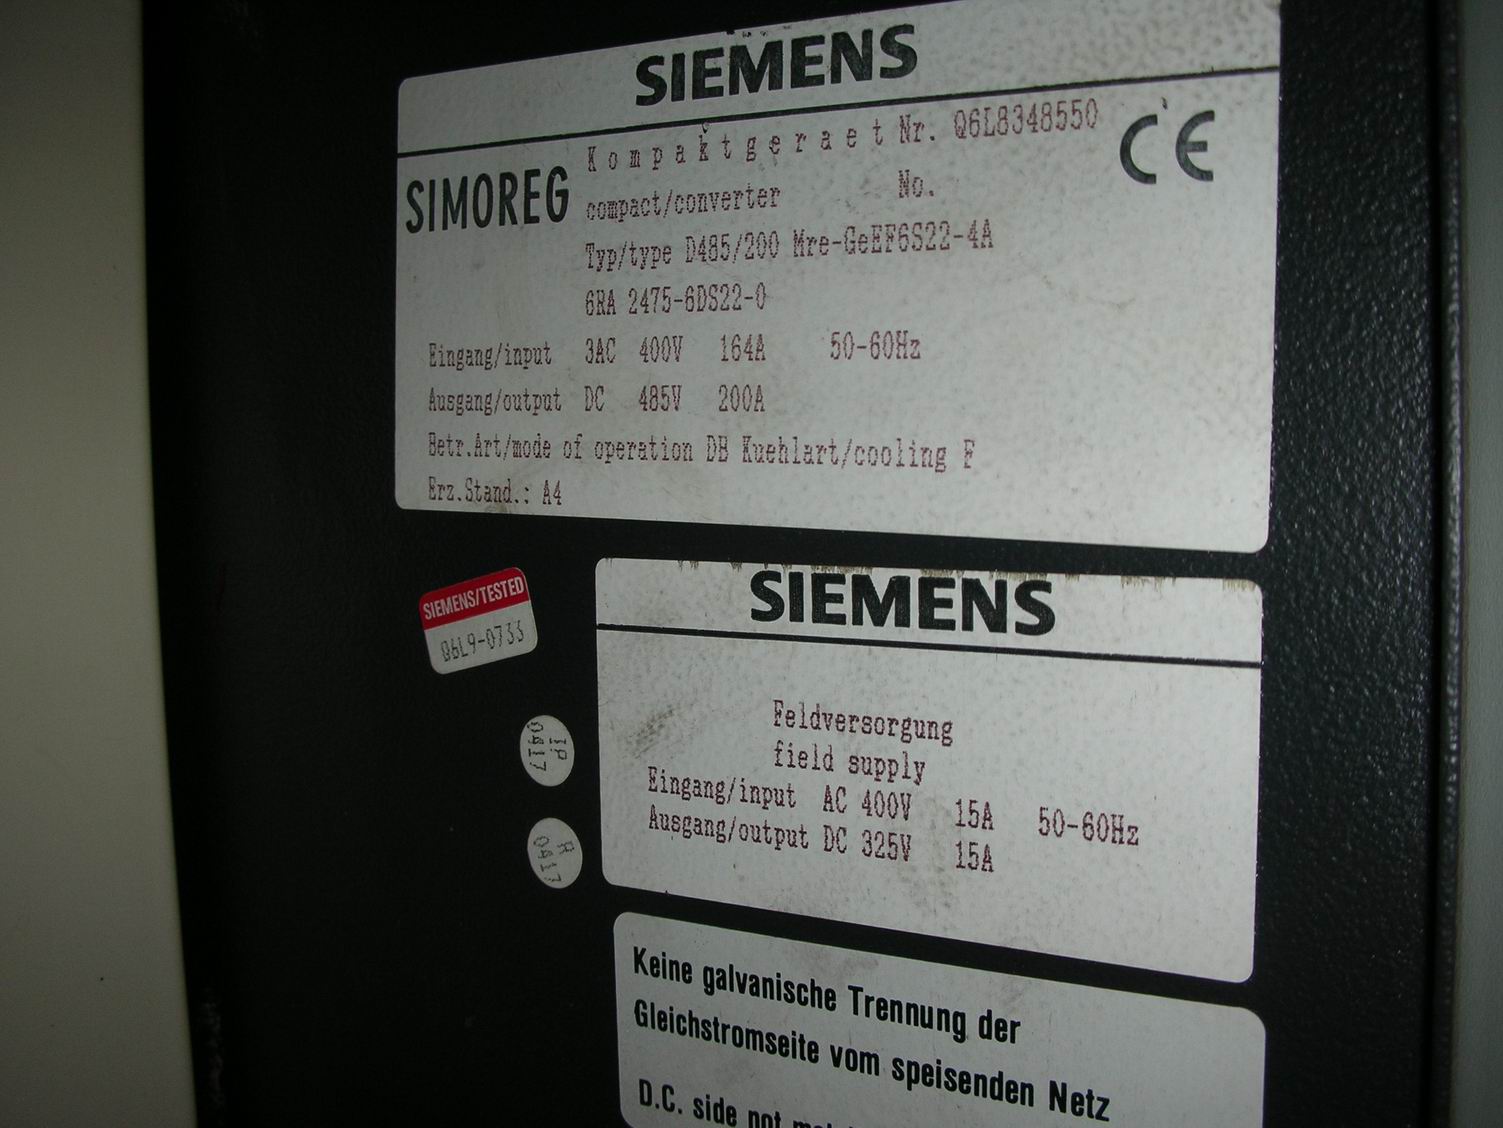 SIEMENS
SIMOREG
Kompaktgeraet Nr. Q6L8348550
CE
compact/converter No.
Typ/type D485/200 Mre-GeEF6S22-4A
6RA 2475-6DS22-0
Eingang/input 3AC 400V 164A 50-60Hz
Ausgang/output DC 485V 200A
Betr.Art/mode of operation DB Kuehlart/cooling F
Erz.Stand.: A4
SIEMENS/TESTED
Q6L9-0733
IP
0417
R
0417
SIEMENS
Feldversorgung
field supply
Eingang/input AC 400V 15A 50-60Hz
Ausgang/output DC 325V 15A
Keine galvanische Trennung der
Gleichstromseite vom speisenden Netz
D.C. side not